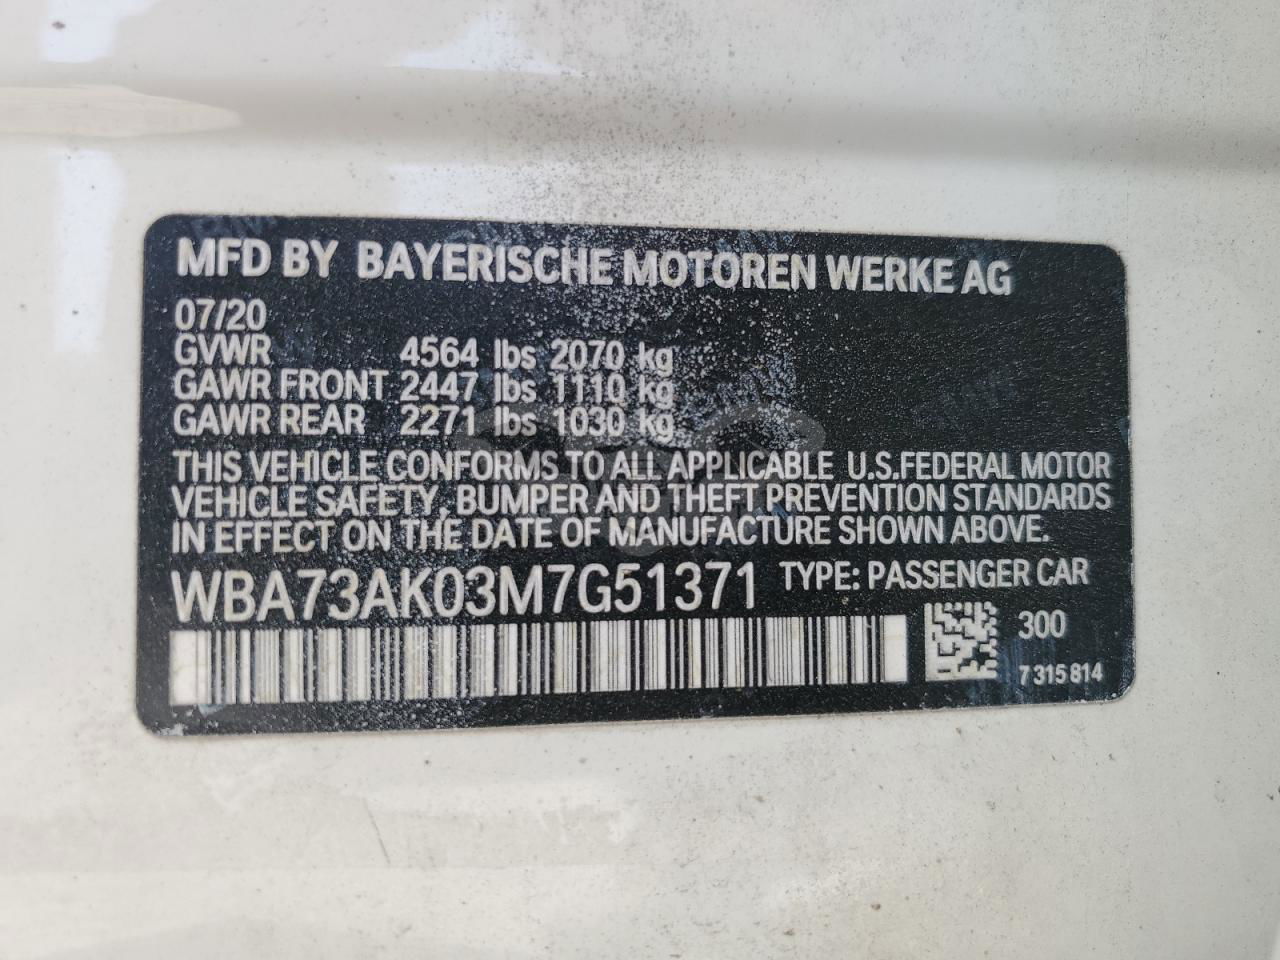 MFD BY BAYERISCHE MOTOREN WERKE AG
07/20
GVWR 4564 lbs 2070 kg
GAWR FRONT 2447 lbs 1110 kg
GAWR REAR 2271 lbs 1030 kg
THIS VEHICLE CONFORMS TO ALL APPLICABLE U.S.FEDERAL MOTOR
VEHICLE SAFETY, BUMPER AND THEFT PREVENTION STANDARDS
IN EFFECT ON THE DATE OF MANUFACTURE SHOWN ABOVE.
WBA73AK03M7G51371 TYPE: PASSENGER CAR
300
7 315 814